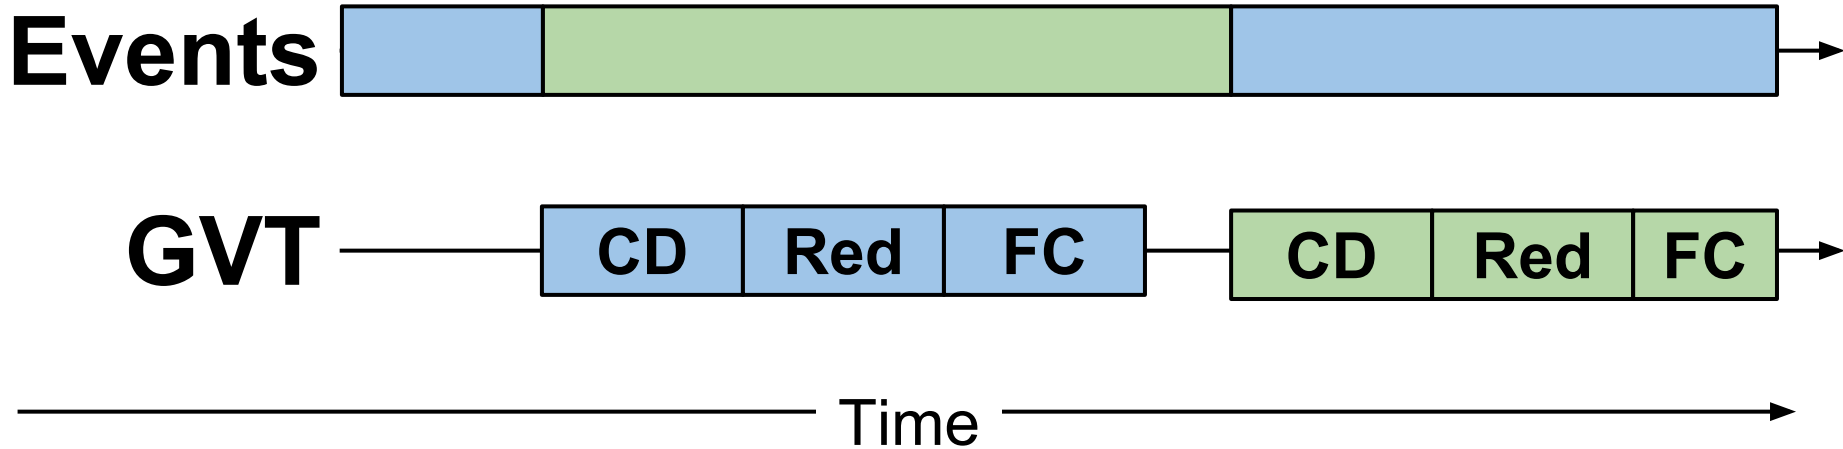 Events
GVT
CD Red FC
CD Red FC
Time